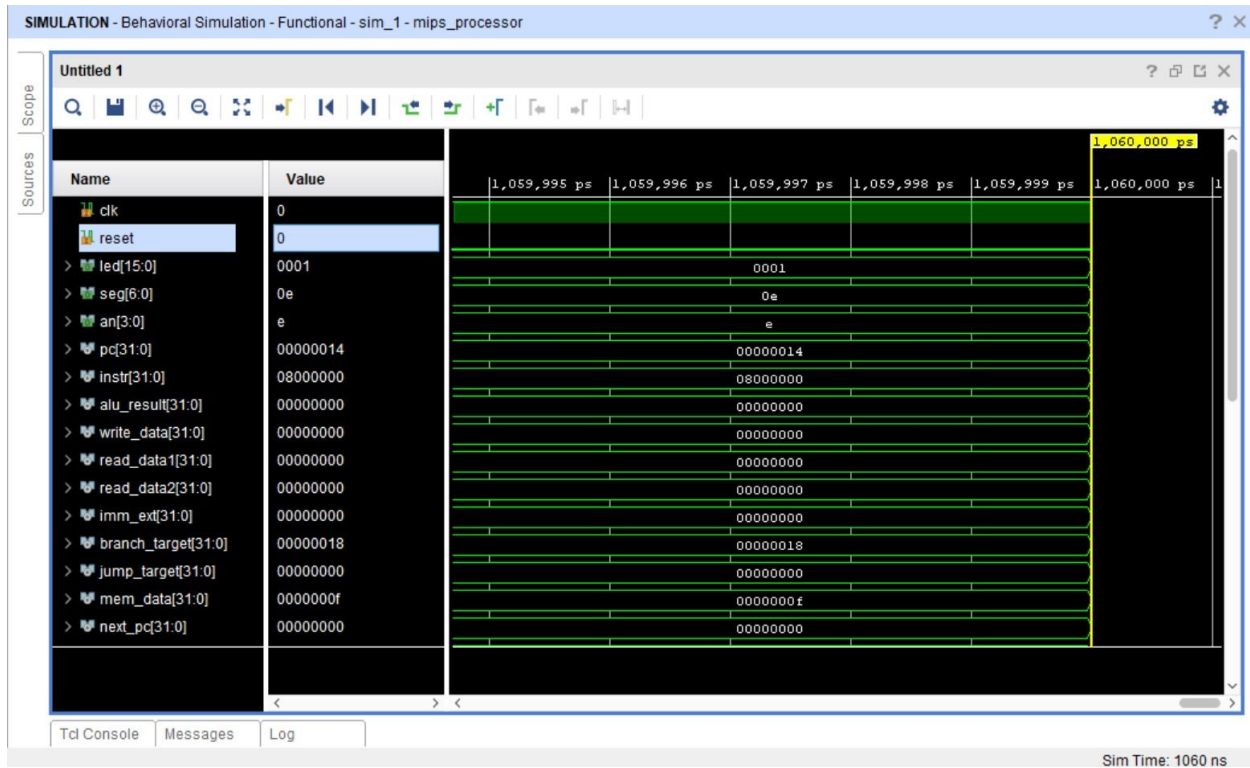 SIMULATION - Behavioral Simulation - Functional - sim_1 - mips_processor ? ×
Scope
Sources
Untitled 1
1,060,000 ps
Name Value
1,059,995 ps 1,059,996 ps 1,059,997 ps 1,059,998 ps 1,059,999 ps 1,060,000 ps 1
clk 0
reset 0
> led[15:0] 0001 0001
> seg[6:0] 0e 0e
> an[3:0] e e
> pc[31:0] 00000014 00000014
> instr[31:0] 08000000 08000000
> alu_result[31:0] 00000000 00000000
> write_data[31:0] 00000000 00000000
> read_data1[31:0] 00000000 00000000
> read_data2[31:0] 00000000 00000000
> imm_ext[31:0] 00000000 00000000
> branch_target[31:0] 00000018 00000018
> jump_target[31:0] 00000000 00000000
> mem_data[31:0] 0000000f 0000000f
> next_pc[31:0] 00000000 00000000
Tcl Console Messages Log
Sim Time: 1060 ns